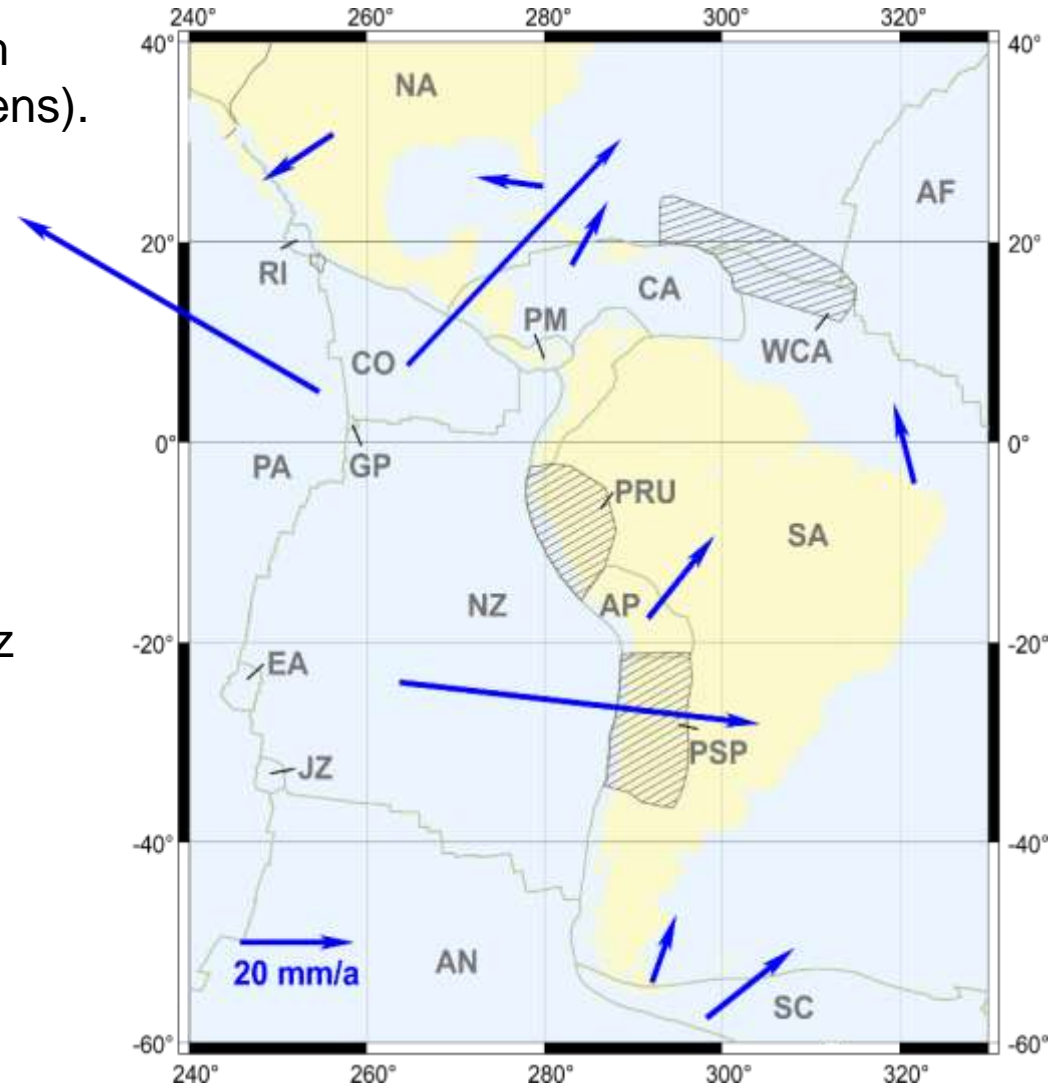 240° 260° 280° 300° 320°
n
ens).
z
40° 40°
NA
AF
20° 20°
RI
CA
PM
WCA
CO
0° 0°
PA
GP
PRU
SA
NZ
AP
-20° -20°
EA
PSP
JZ
-40° -40°
20 mm/a
AN
SC
-60° -60°
240° 260° 280° 300° 320°